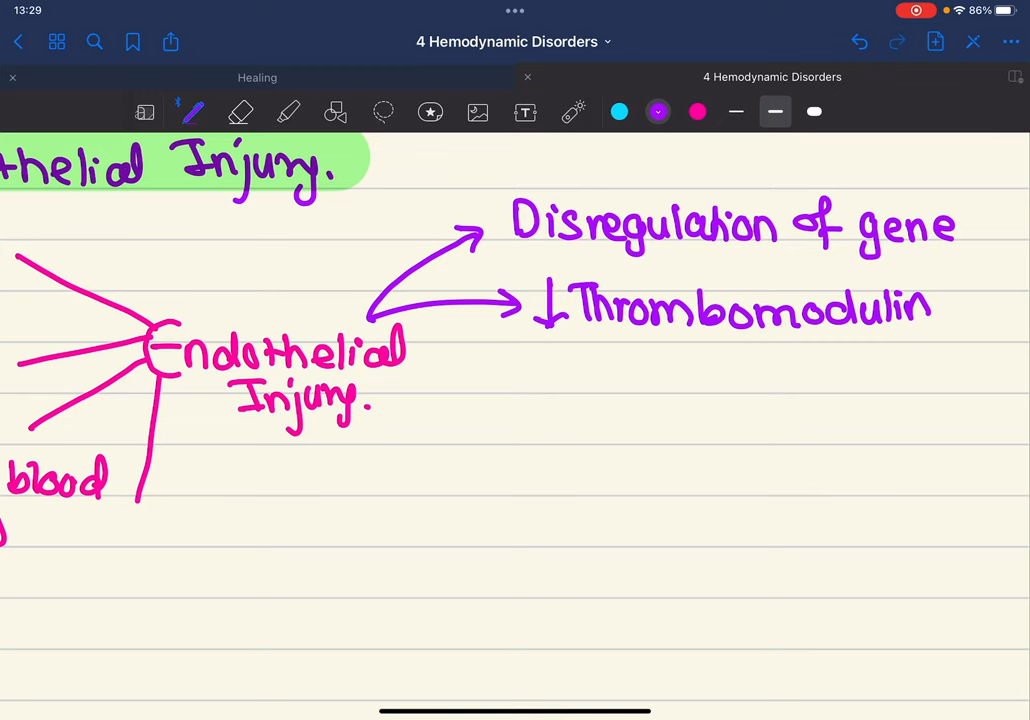 13:29
86%
4 Hemodynamic Disorders
Healing
4 Hemodynamic Disorders
T
thelial Injury.
Disregulation of gene
↓ Thrombomodulin
Endothelial
Injury.
blood